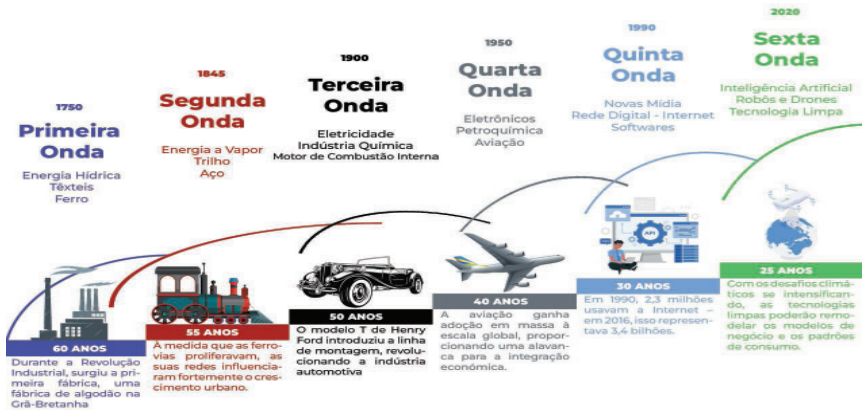 1750
Primeira
Onda
Energia Hídrica
Têxteis
Ferro
60 ANOS
Durante a Revolução
Industrial, surgiu a pri-
meira fábrica, uma
fábrica de algodão na
Grã-Bretanha
1845
Segunda
Onda
Energia a Vapor
Trilho
Aço
55 ANOS
À medida que as ferro-
vias proliferavam, as
suas redes influencia-
ram fortemente o cres-
cimento urbano.
1900
Terceira
Onda
Eletricidade
Indústria Química
Motor de Combustão Interna
50 ANOS
O modelo T de Henry
Ford introduziu a linha
de montagem, revolu-
cionando a indústria
automotiva
1950
Quarta
Onda
Eletrônicos
Petroquímica
Aviação
40 ANOS
A aviação ganha
adoção em massa à
escala global, propor-
cionando uma alavan-
ca para a integração
econômica.
1990
Quinta
Onda
Novas Mídia
Rede Digital - Internet
Softwares
API
30 ANOS
Em 1990, 2,3 milhões
usavam a Internet –
em 2016, isso represen-
tava 3,4 bilhões.
2020
Sexta
Onda
Inteligência Artificial
Robôs e Drones
Tecnologia Limpa
25 ANOS
Com os desafios climá-
ticos se intensifican-
do, as tecnologias
limpas poderão remo-
delar os modelos de
negócio e os padrões
de consumo.